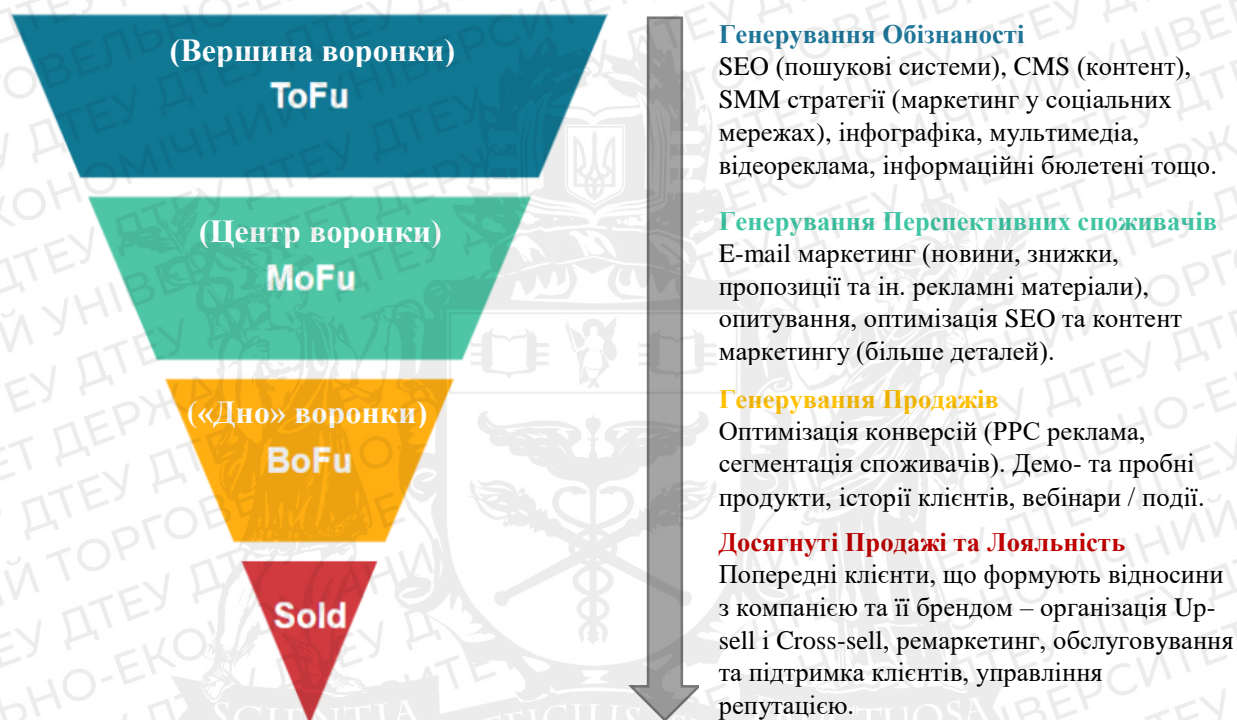 (Вершина воронки)
ToFu
Генерування Обізнаності
SEO (пошукові системи), CMS (контент),
SMM стратегії (маркетинг у соціальних
мережах), інфографіка, мультимедіа,
відеореклама, інформаційні бюлетені тощо.
(Центр воронки)
MoFu
Генерування Перспективних споживачів
E-mail маркетинг (новини, знижки,
пропозиції та ін. рекламні матеріали),
опитування, оптимізація SEO та контент
маркетингу (більше деталей).
(«Дно» воронки)
BoFu
Генерування Продажів
Оптимізація конверсій (PPC реклама,
сегментація споживачів). Демо- та пробні
продукти, історії клієнтів, вебінари / події.
Sold
Досягнуті Продажі та Лояльність
Попередні клієнти, що формують відносини
з компанією та її брендом – організація Up-
sell і Cross-sell, ремаркетинг, обслуговування
та підтримка клієнтів, управління
репутацією.